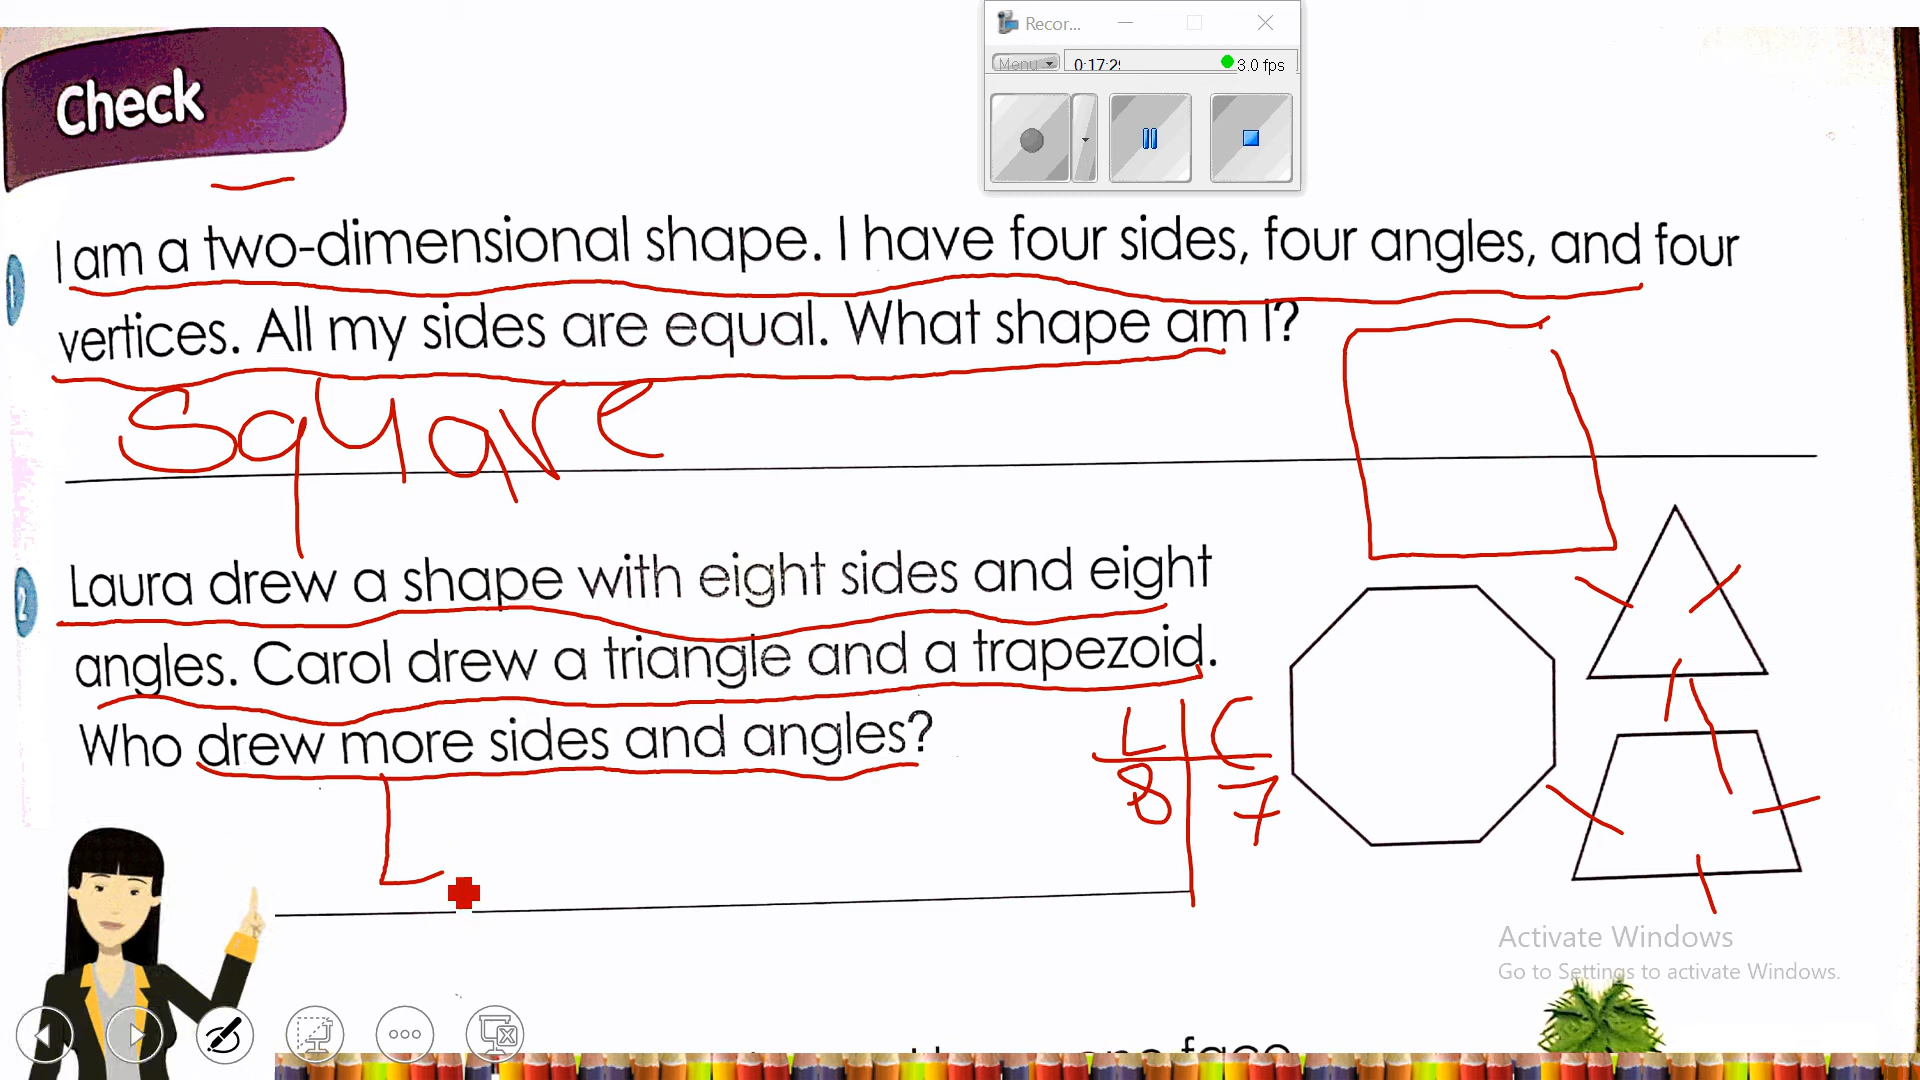 Recor...
Menu
0:17:2
3.0 fps
Check
1
I am a two-dimensional shape. I have four sides, four angles, and four
vertices. All my sides are equal. What shape am I?
Square
2
Laura drew a shape with eight sides and eight
angles. Carol drew a triangle and a trapezoid.
Who drew more sides and angles?
L C
8 7
L
Activate Windows
Go to Settings to activate Windows.
face